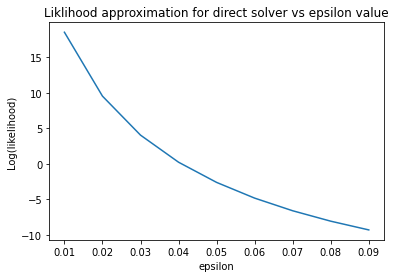 Liklihood approximation for direct solver vs epsilon value
Log(likelihood)
15
10
5
0
−5
−10
0.01 0.02 0.03 0.04 0.05 0.06 0.07 0.08 0.09
epsilon